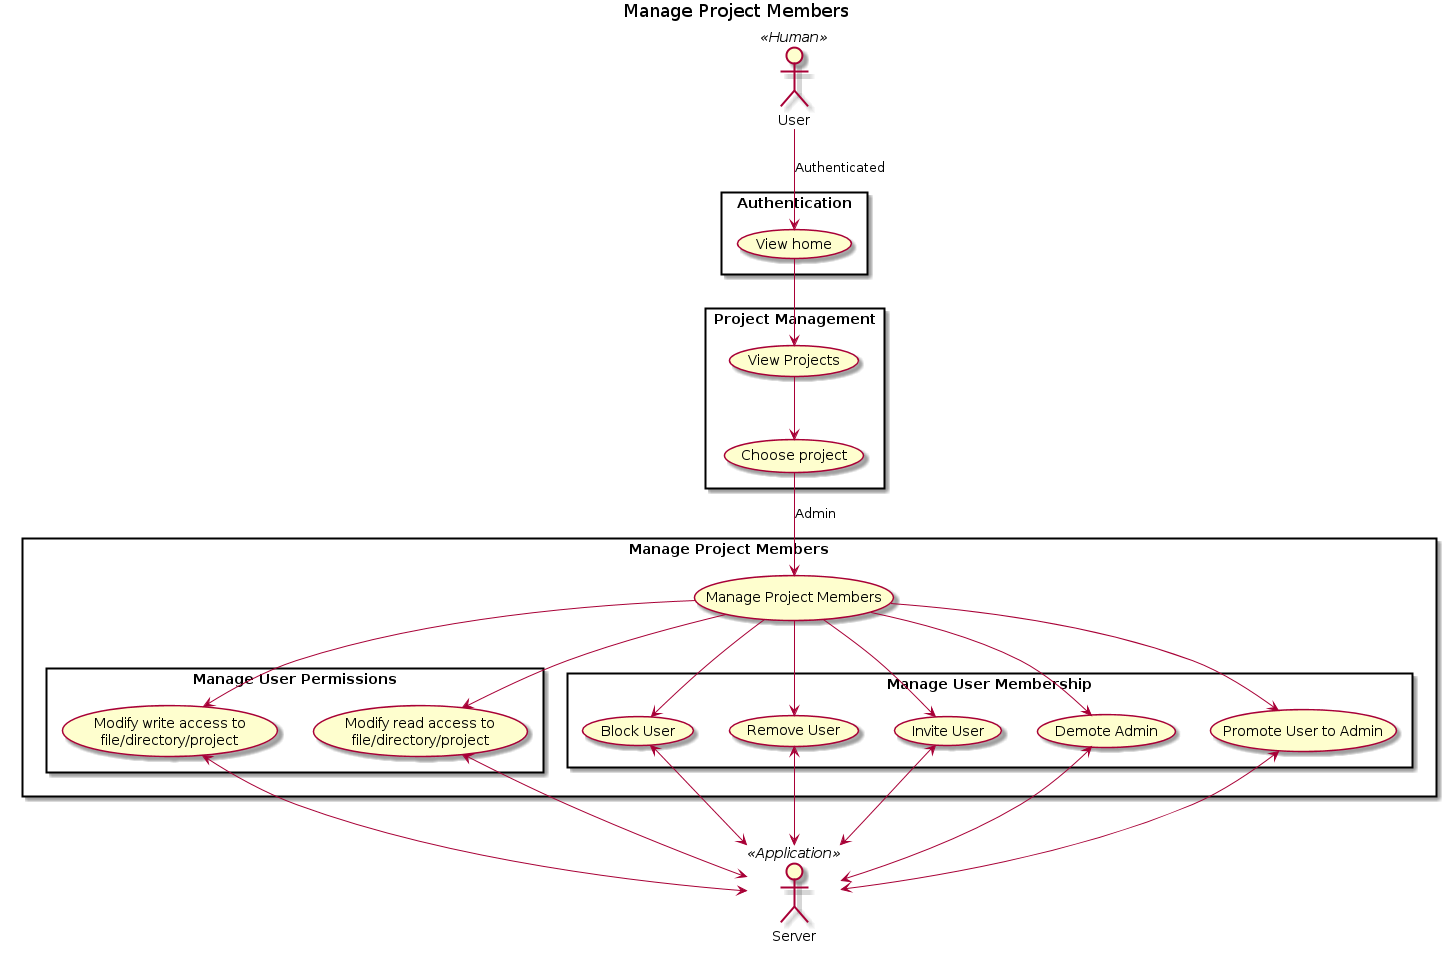 Manage Project Members
«Human»
User
Authenticated
Authentication
View home
Project Management
View Projects
Choose project
Admin
Manage Project Members
Manage Project Members
Manage User Permissions
Modify write access to
file/directory/project
Modify read access to
file/directory/project
Manage User Membership
Block User
Remove User
Invite User
Demote Admin
Promote User to Admin
«Application»
Server